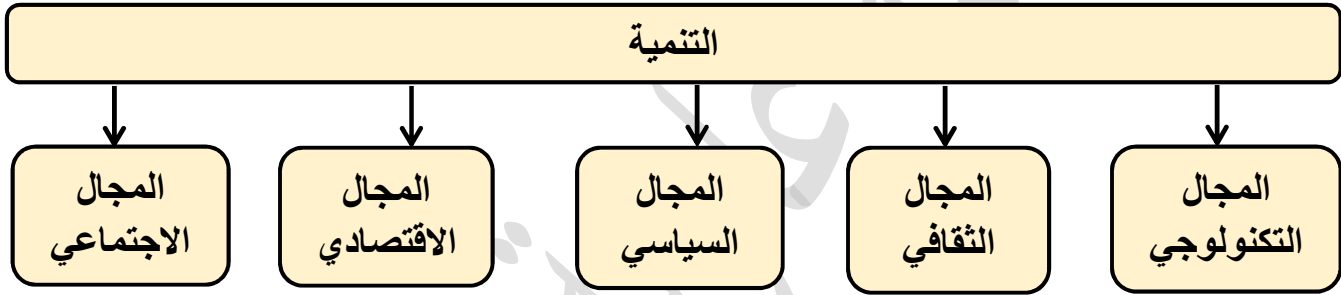 التنمية
المجال
التكنولوجي
المجال
الثقافي
المجال
السياسي
المجال
الاقتصادي
المجال
الاجتماعي